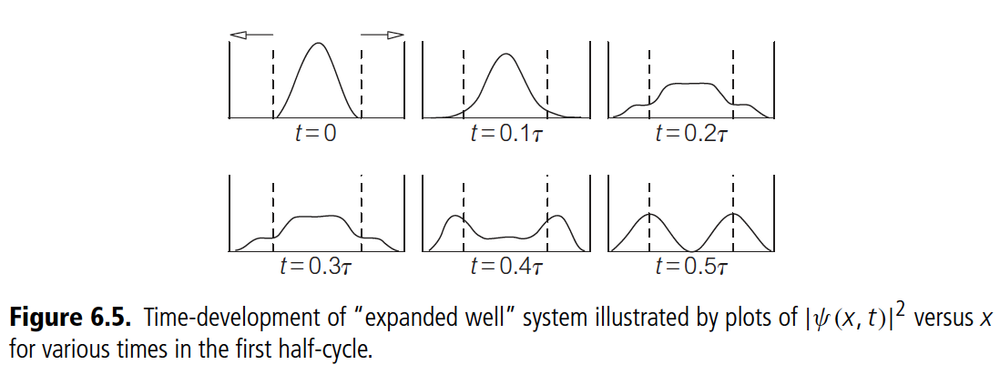 t=0
t=0.1τ
t=0.2τ
t=0.3τ
t=0.4τ
t=0.5τ
Figure 6.5. Time-development of “expanded well” system illustrated by plots of |ψ(x, t)|² versus x
for various times in the first half-cycle.